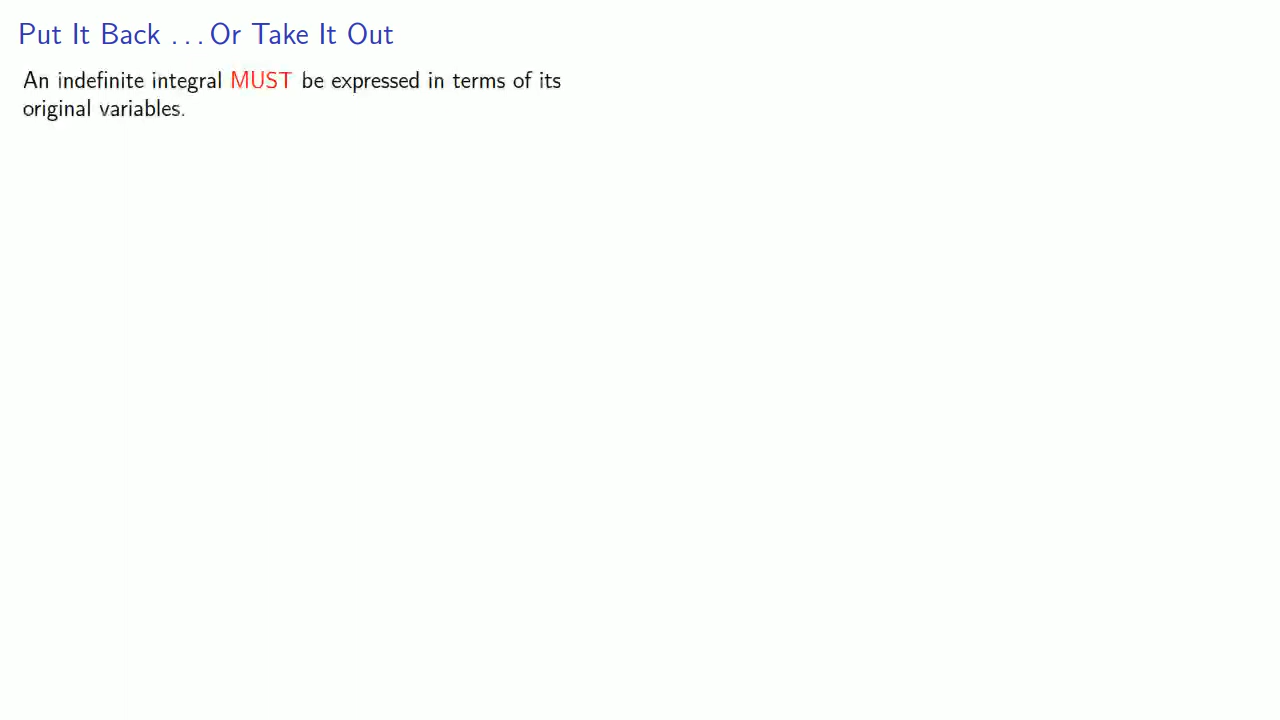 Put It Back ... Or Take It Out
An indefinite integral MUST be expressed in terms of its
original variables.